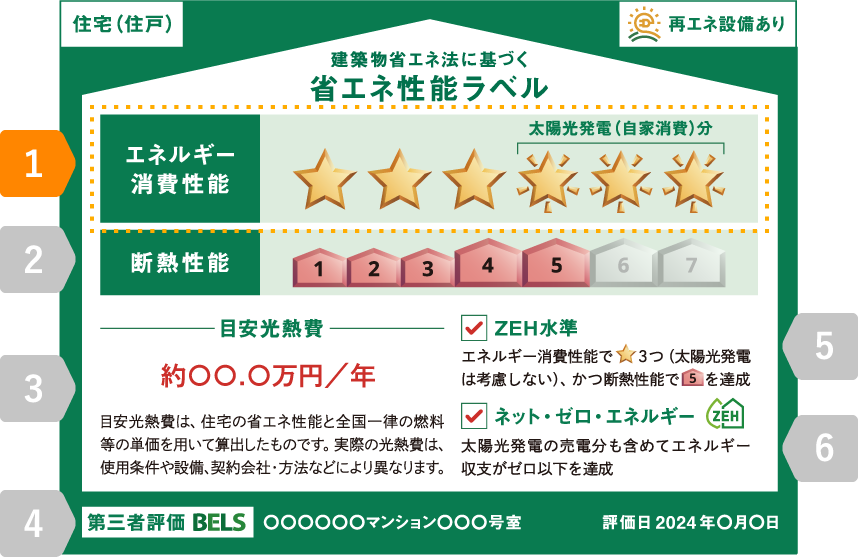 住宅（住戸）
再エネ設備あり
建築物省エネ法に基づく
省エネ性能ラベル
1
エネルギー
消費性能
太陽光発電（自家消費）分
2
断熱性能
1 2 3 4 5 6 7
3
目安光熱費
約〇〇.〇万円／年
目安光熱費は、住宅の省エネ性能と全国一律の燃料
等の単価を用いて算出したものです。実際の光熱費は、
使用条件や設備、契約会社・方法などにより異なります。
5
ZEH水準
エネルギー消費性能で★3つ（太陽光発電
は考慮しない）、かつ断熱性能で5を達成
6
ネット・ゼロ・エネルギー
ZEH
太陽光発電の売電分も含めてエネルギー
収支がゼロ以下を達成
4
第三者評価 BELS 〇〇〇〇〇〇マンション〇〇〇号室 評価日2024年〇月〇日